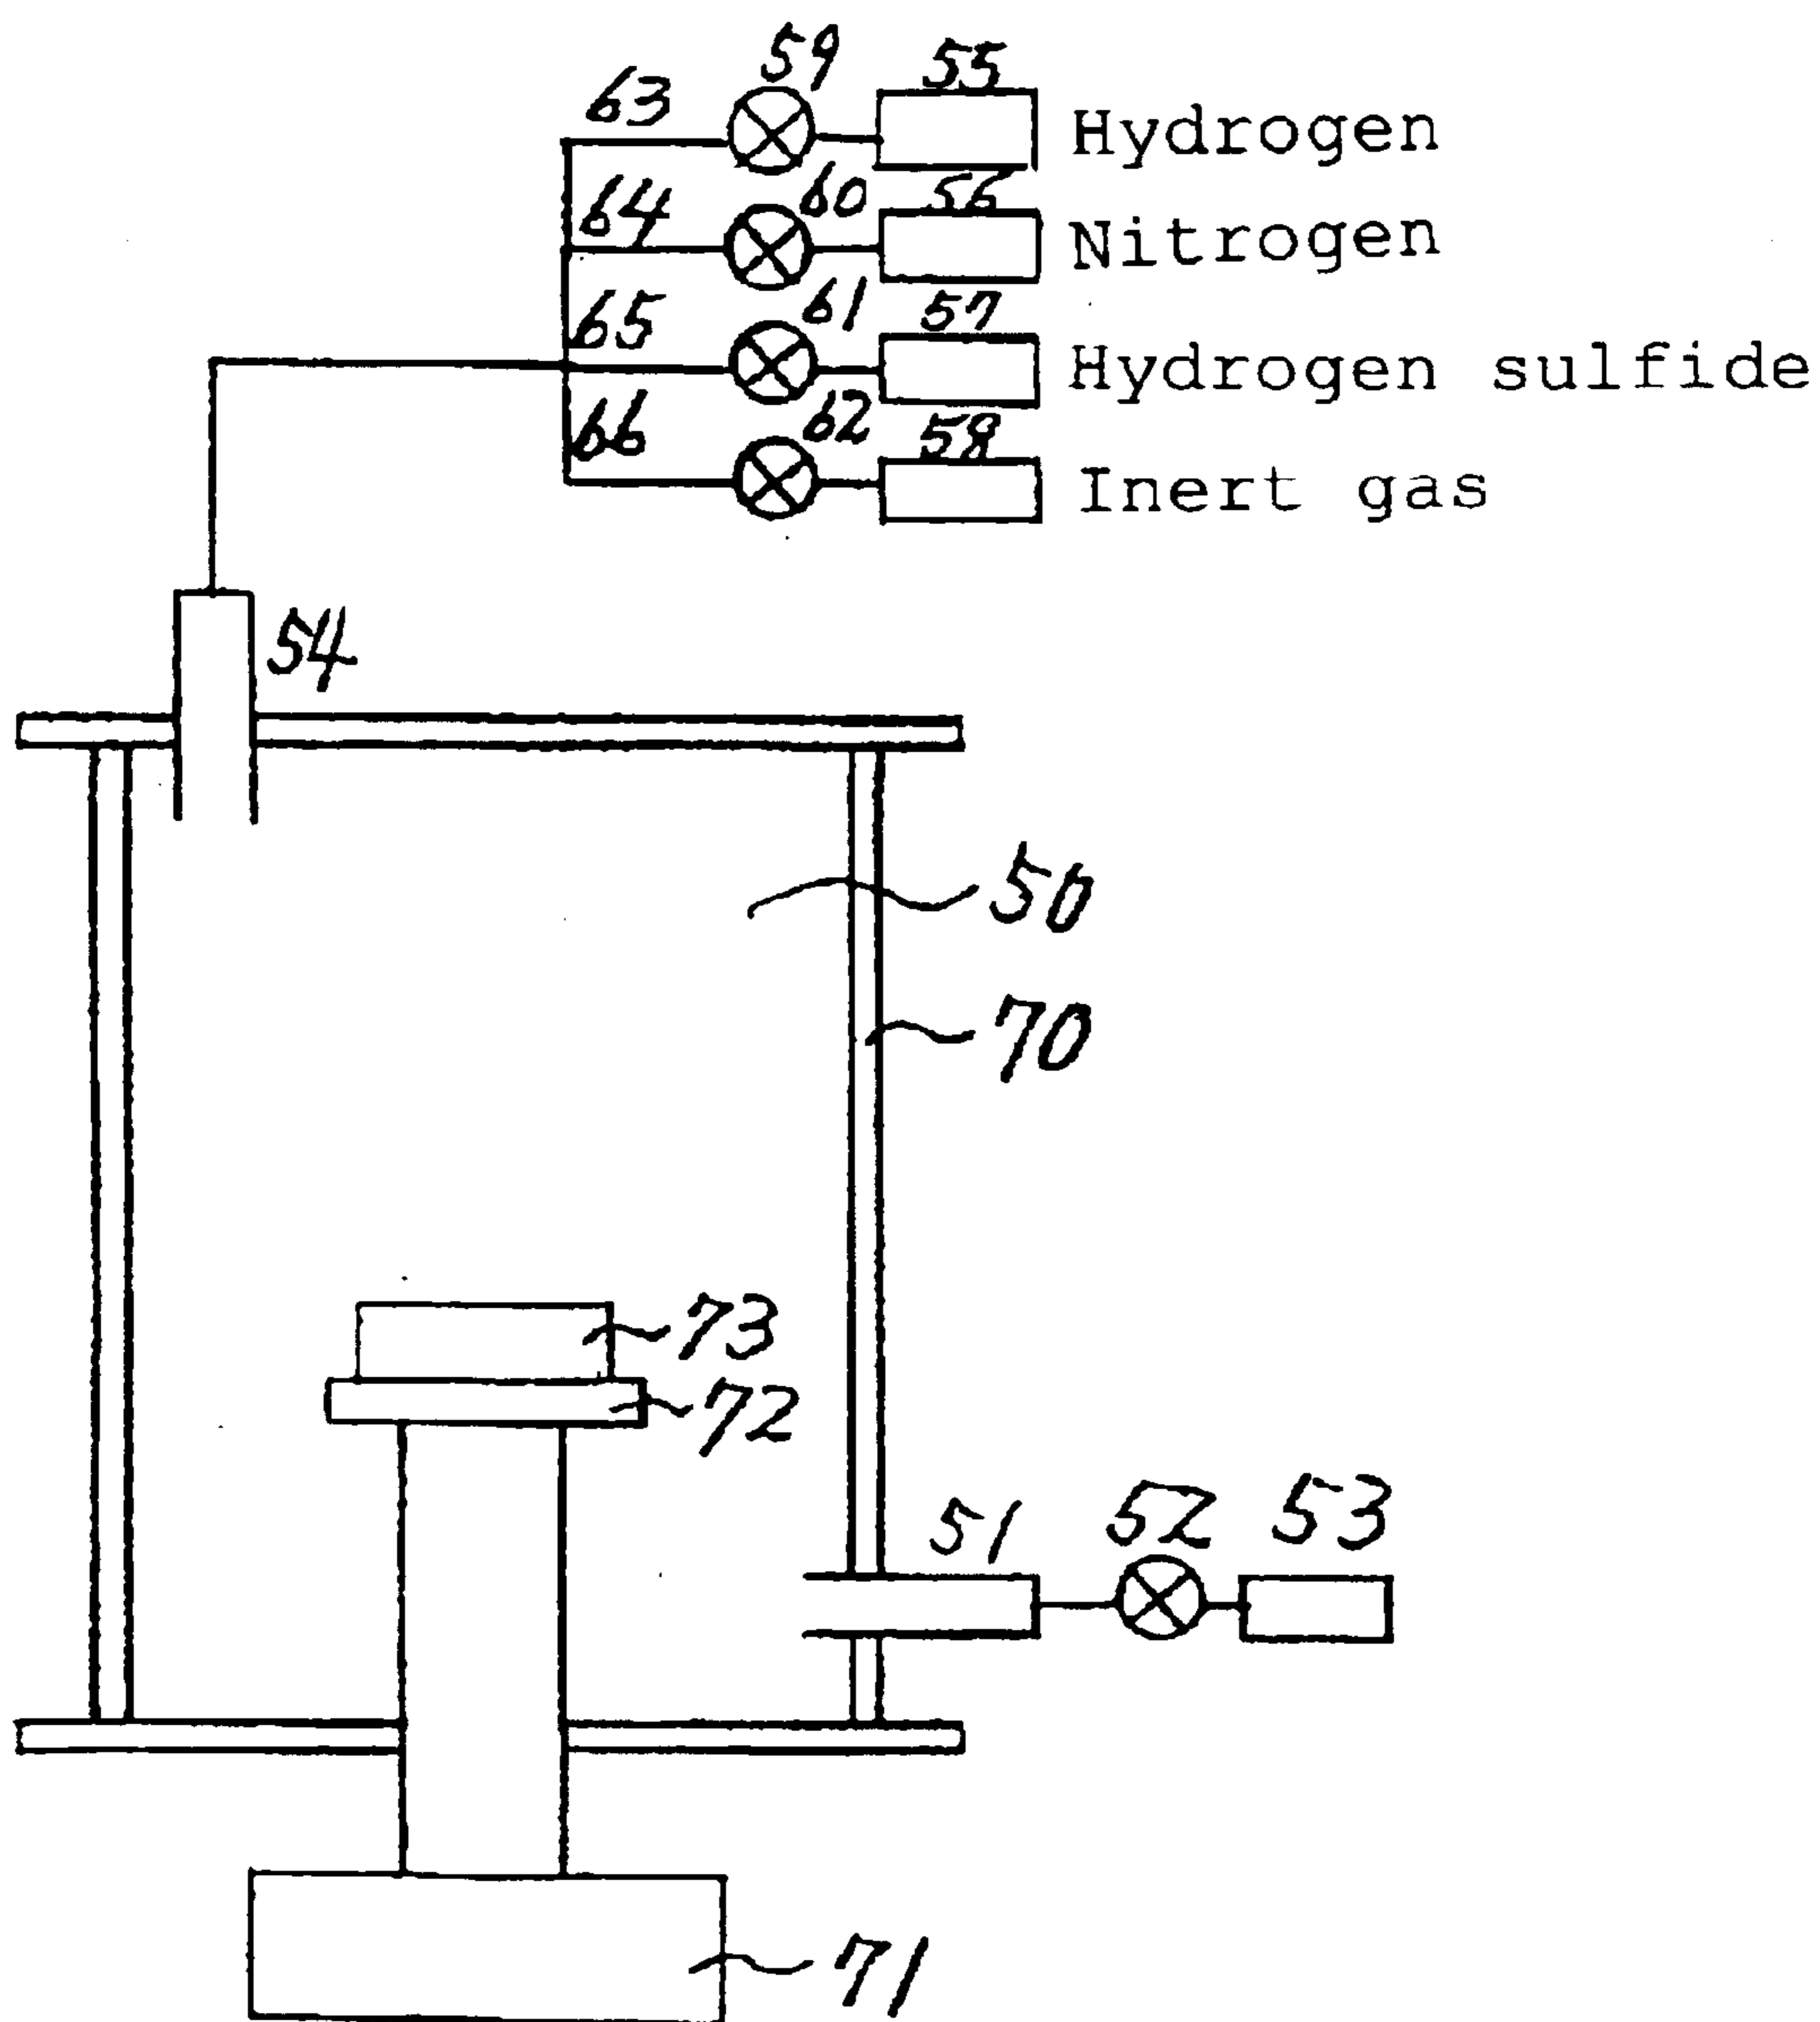 59 55
63 Hydrogen
64 60 56 Nitrogen
65 61 57 Hydrogen sulfide
66 62 58 Inert gas
54
50
70
73
72
51 52 53
71